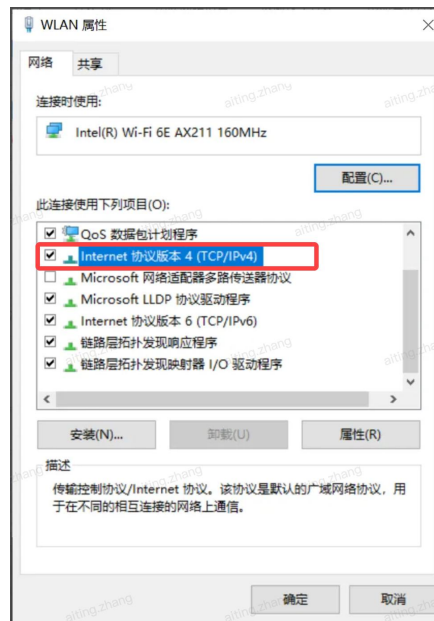 WLAN 属性
网络 共享
连接时使用:
Intel(R) Wi-Fi 6E AX211 160MHz
配置(C)...
此连接使用下列项目(O):
QoS 数据包计划程序
Internet 协议版本 4 (TCP/IPv4)
Microsoft 网络适配器多路传送器协议
Microsoft LLDP 协议驱动程序
Internet 协议版本 6 (TCP/IPv6)
链路层拓扑发现响应程序
链路层拓扑发现映射器 I/O 驱动程序
安装(N)... 卸载(U) 属性(R)
描述
传输控制协议/Internet 协议。该协议是默认的广域网络协议，用
于在不同的相互连接的网络上通信。
确定 取消
aiting.zhang